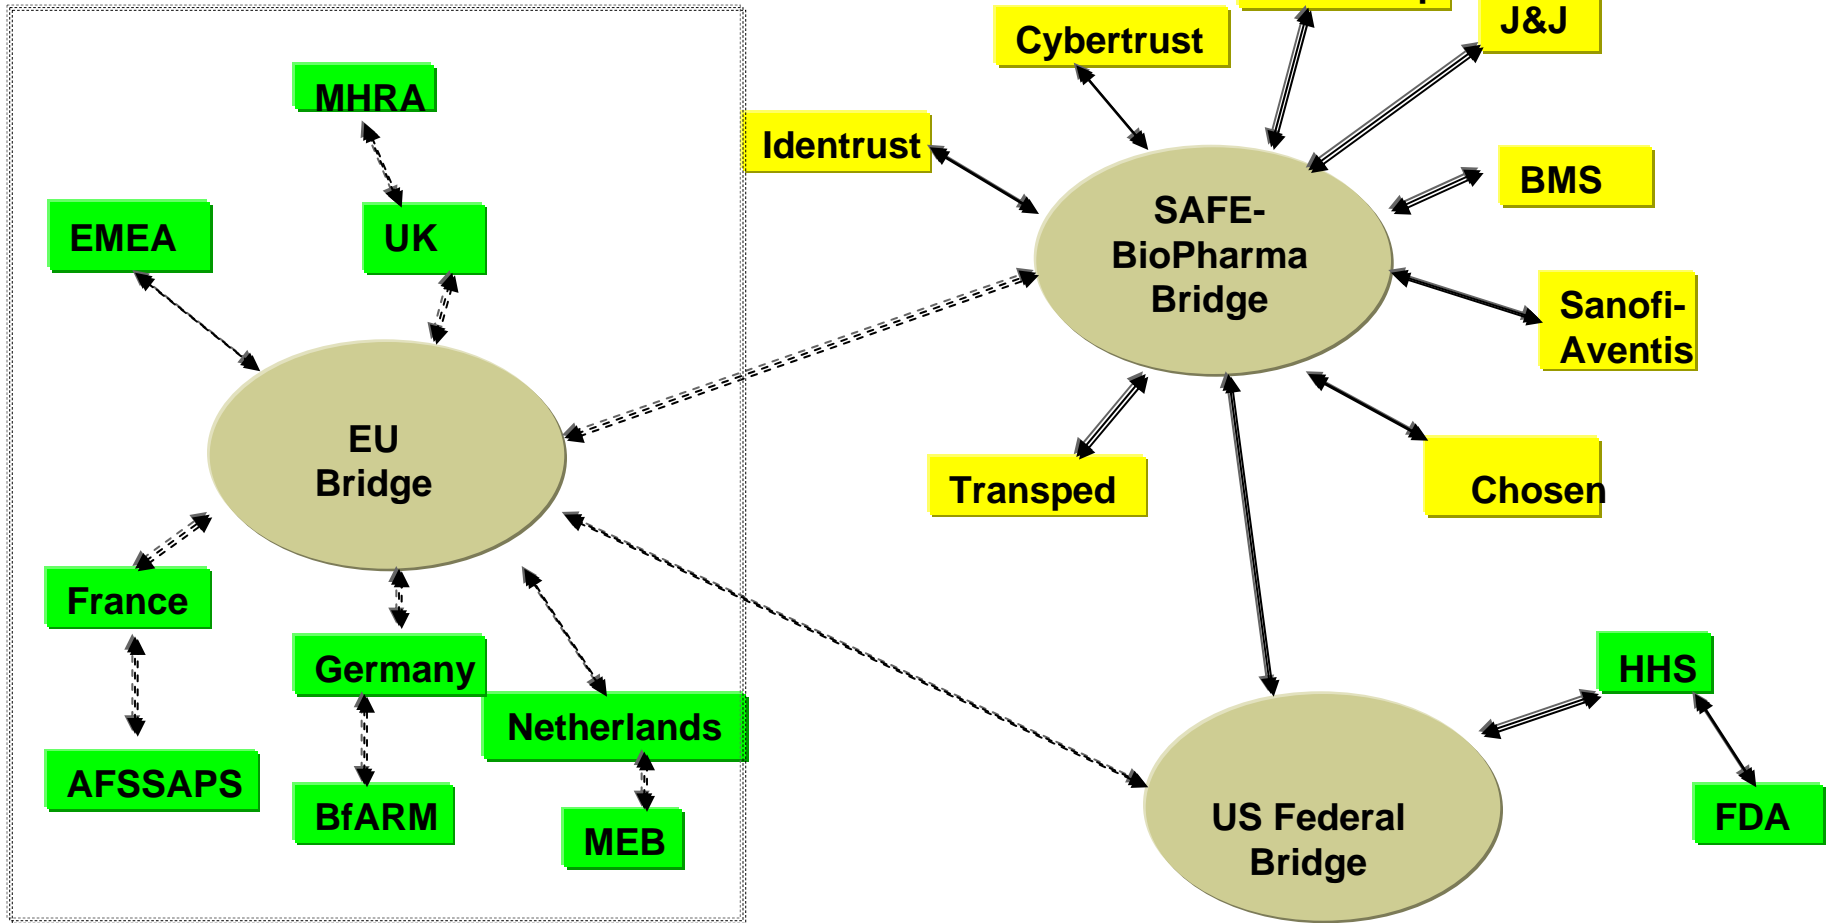 J&J
Cybertrust
MHRA
Identrust
BMS
EMEA
UK
SAFE-
BioPharma
Bridge
Sanofi-
Aventis
EU
Bridge
Transped
Chosen
France
Germany
HHS
Netherlands
AFSSAPS
BfARM
MEB
US Federal
Bridge
FDA